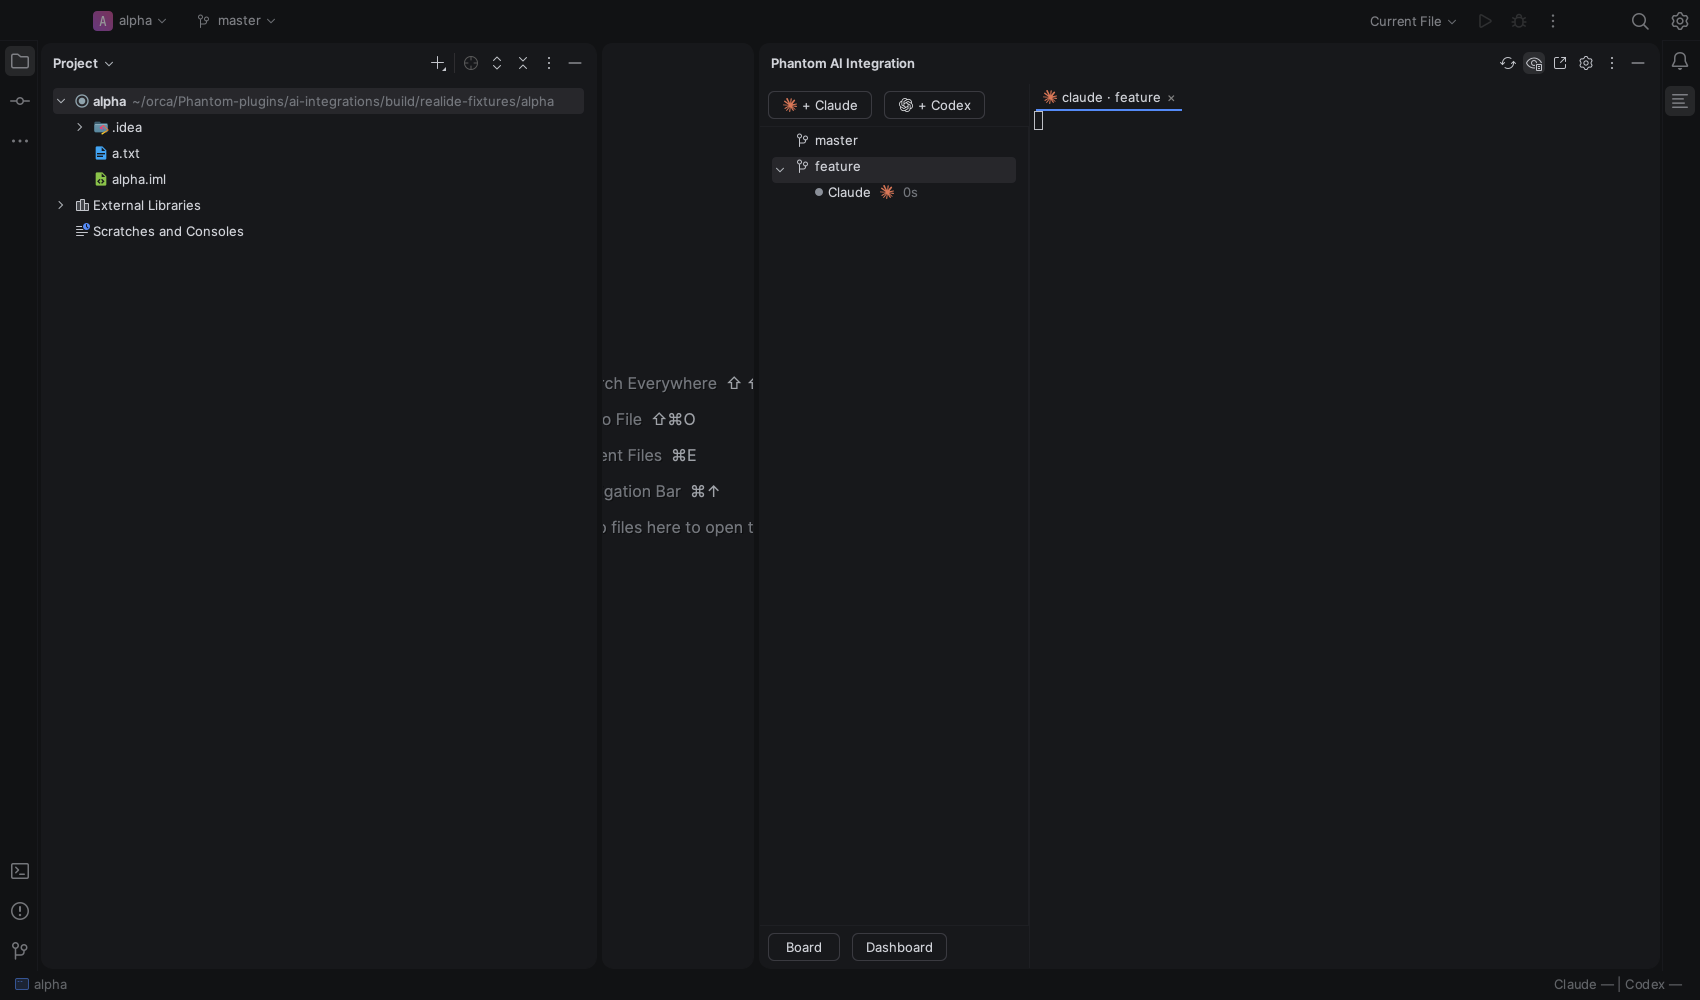 A alpha master Current File
Project
alpha ~/orca/Phantom-plugins/ai-integrations/build/realide-fixtures/alpha
.idea
a.txt
alpha.iml
External Libraries
Scratches and Consoles
rch Everywhere ⇧
o File ⇧⌘O
ent Files ⌘E
gation Bar ⌘↑
files here to open t
Phantom AI Integration
+ Claude + Codex
master
feature
Claude 0s
claude · feature ×
Board Dashboard
alpha
Claude — | Codex —